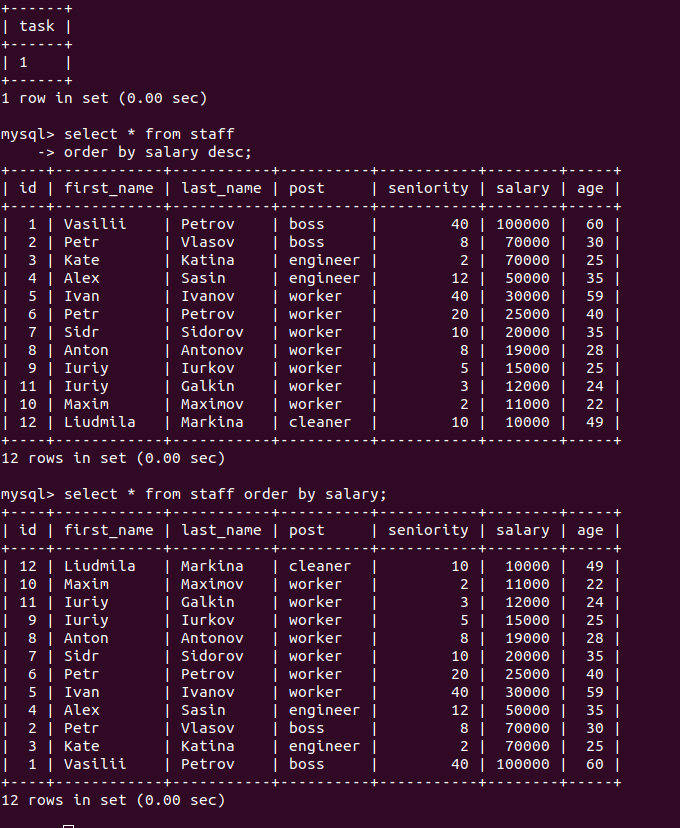 +------+
| task |
+------+
| 1    |
+------+
1 row in set (0.00 sec)

mysql> select * from staff
    -> order by salary desc;
+----+------------+-----------+----------+-----------+--------+-----+
| id | first_name | last_name | post     | seniority | salary | age |
+----+------------+-----------+----------+-----------+--------+-----+
|  1 | Vasilii    | Petrov    | boss     |        40 | 100000 |  60 |
|  2 | Petr       | Vlasov    | boss     |         8 |  70000 |  30 |
|  3 | Kate       | Katina    | engineer |         2 |  70000 |  25 |
|  4 | Alex       | Sasin     | engineer |        12 |  50000 |  35 |
|  5 | Ivan       | Ivanov    | worker   |        40 |  30000 |  59 |
|  6 | Petr       | Petrov    | worker   |        20 |  25000 |  40 |
|  7 | Sidr       | Sidorov   | worker   |        10 |  20000 |  35 |
|  8 | Anton      | Antonov   | worker   |         8 |  19000 |  28 |
|  9 | Iuriy      | Iurkov    | worker   |         5 |  15000 |  25 |
| 11 | Iuriy      | Galkin    | worker   |         3 |  12000 |  24 |
| 10 | Maxim      | Maximov   | worker   |         2 |  11000 |  22 |
| 12 | Liudmila   | Markina   | cleaner  |        10 |  10000 |  49 |
+----+------------+-----------+----------+-----------+--------+-----+
12 rows in set (0.00 sec)

mysql> select * from staff order by salary;
+----+------------+-----------+----------+-----------+--------+-----+
| id | first_name | last_name | post     | seniority | salary | age |
+----+------------+-----------+----------+-----------+--------+-----+
| 12 | Liudmila   | Markina   | cleaner  |        10 |  10000 |  49 |
| 10 | Maxim      | Maximov   | worker   |         2 |  11000 |  22 |
| 11 | Iuriy      | Galkin    | worker   |         3 |  12000 |  24 |
|  9 | Iuriy      | Iurkov    | worker   |         5 |  15000 |  25 |
|  8 | Anton      | Antonov   | worker   |         8 |  19000 |  28 |
|  7 | Sidr       | Sidorov   | worker   |        10 |  20000 |  35 |
|  6 | Petr       | Petrov    | worker   |        20 |  25000 |  40 |
|  5 | Ivan       | Ivanov    | worker   |        40 |  30000 |  59 |
|  4 | Alex       | Sasin     | engineer |        12 |  50000 |  35 |
|  2 | Petr       | Vlasov    | boss     |         8 |  70000 |  30 |
|  3 | Kate       | Katina    | engineer |         2 |  70000 |  25 |
|  1 | Vasilii    | Petrov    | boss     |        40 | 100000 |  60 |
+----+------------+-----------+----------+-----------+--------+-----+
12 rows in set (0.00 sec)